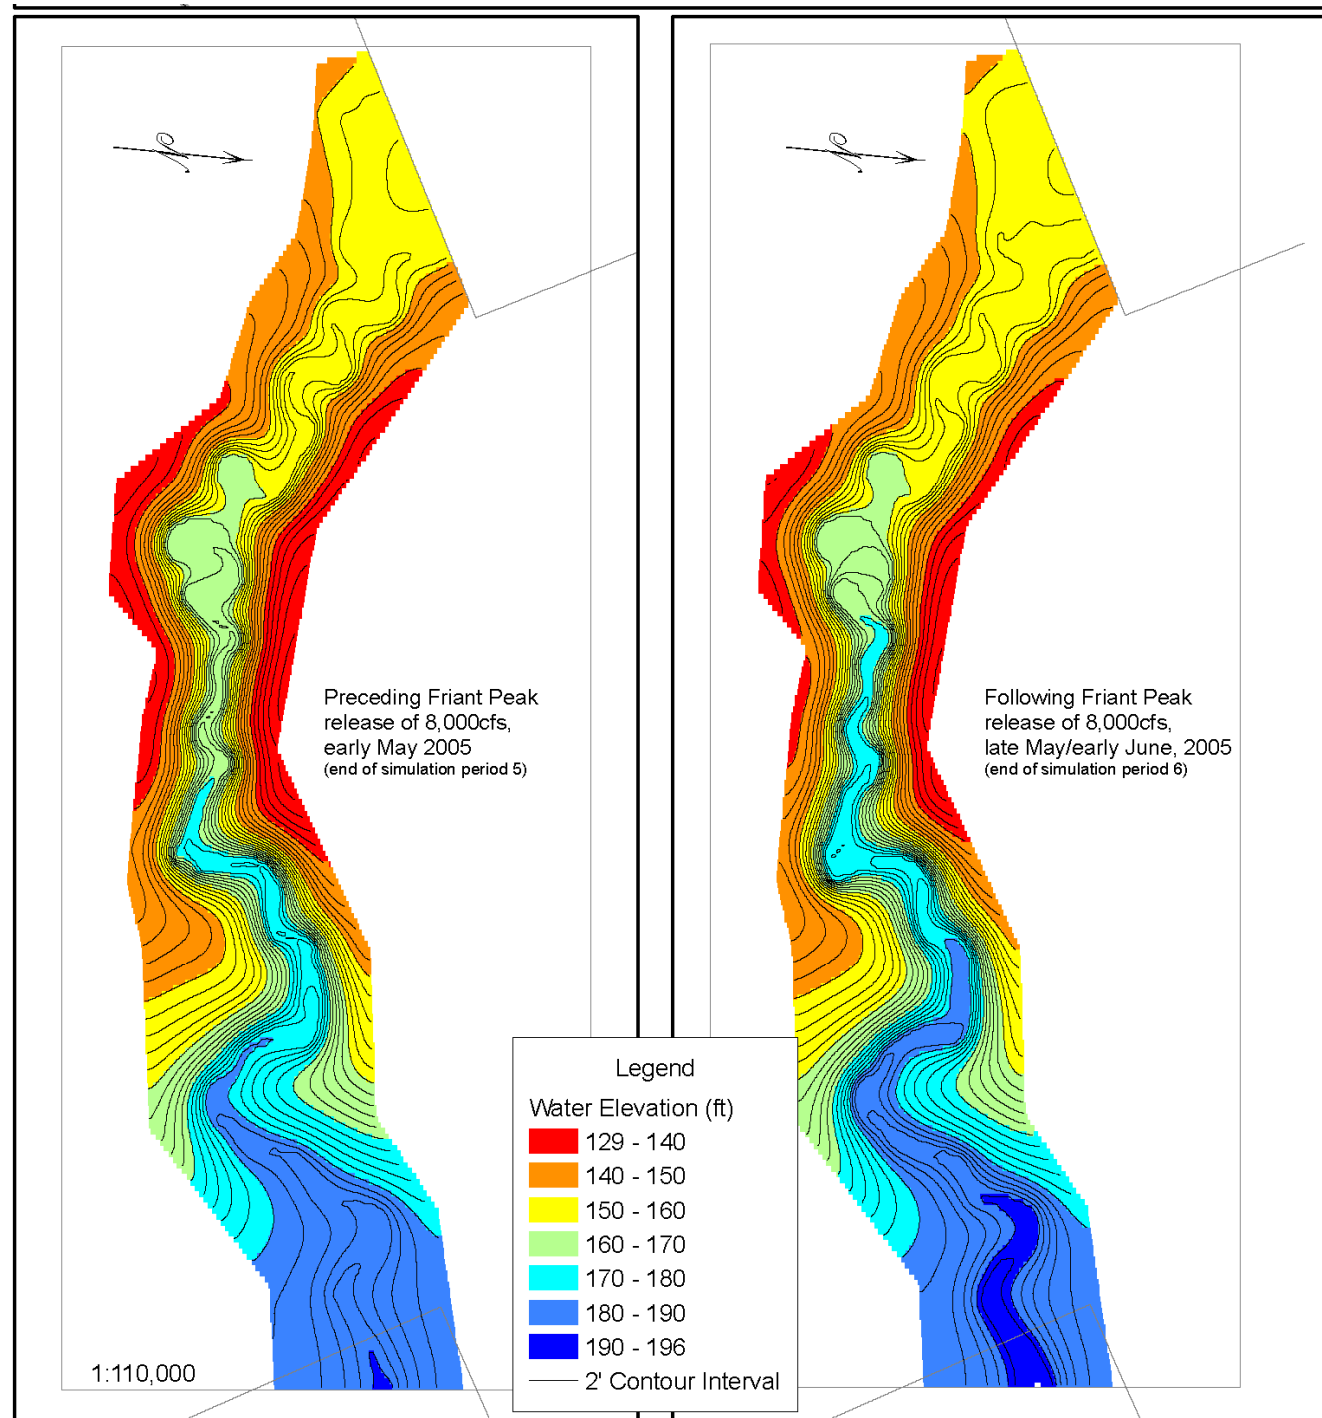 Preceding Friant Peak
release of 8,000cfs,
early May 2005
(end of simulation period 5)
Following Friant Peak
release of 8,000cfs,
late May/early June, 2005
(end of simulation period 6)
Legend
Water Elevation (ft)
129 - 140
140 - 150
150 - 160
160 - 170
170 - 180
180 - 190
190 - 196
2' Contour Interval
1:110,000